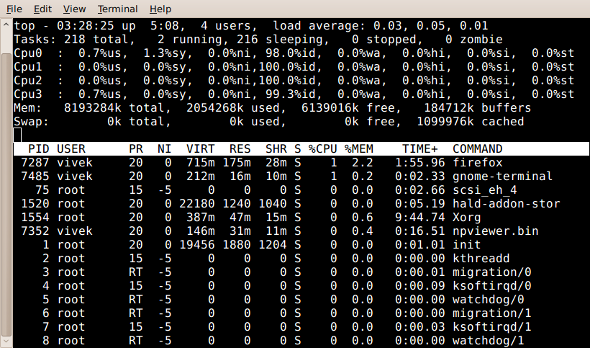 File Edit View Terminal Help
top - 03:28:25 up  5:08,  4 users,  load average: 0.03, 0.05, 0.01
Tasks: 218 total,   2 running, 216 sleeping,   0 stopped,   0 zombie
Cpu0  :  0.7%us,  1.3%sy,  0.0%ni, 98.0%id,  0.0%wa,  0.0%hi,  0.0%si,  0.0%st
Cpu1  :  0.0%us,  0.0%sy,  0.0%ni,100.0%id,  0.0%wa,  0.0%hi,  0.0%si,  0.0%st
Cpu2  :  0.0%us,  0.0%sy,  0.0%ni,100.0%id,  0.0%wa,  0.0%hi,  0.0%si,  0.0%st
Cpu3  :  0.7%us,  0.0%sy,  0.0%ni, 99.3%id,  0.0%wa,  0.0%hi,  0.0%si,  0.0%st
Mem:   8193284k total,  2054268k used,  6139016k free,   184712k buffers
Swap:        0k total,        0k used,        0k free,  1099976k cached
PID USER      PR  NI  VIRT  RES  SHR S %CPU %MEM    TIME+  COMMAND
7287 vivek     20   0  715m 175m  28m S    1  2.2   1:55.96 firefox
7485 vivek     20   0  212m  16m  10m S    1  0.2   0:02.33 gnome-terminal
75 root      15  -5     0    0    0 S    0  0.0   0:02.66 scsi_eh_4
1520 root      20   0 22180 1240 1040 S    0  0.0   0:05.19 hald-addon-stor
1554 root      20   0  387m  47m  15m S    0  0.6   9:44.74 Xorg
7352 vivek     20   0  146m  31m  11m S    0  0.4   0:16.51 npviewer.bin
1 root      20   0 19456 1880 1204 S    0  0.0   0:01.01 init
2 root      15  -5     0    0    0 S    0  0.0   0:00.00 kthreadd
3 root      RT  -5     0    0    0 S    0  0.0   0:00.01 migration/0
4 root      15  -5     0    0    0 S    0  0.0   0:00.09 ksoftirqd/0
5 root      RT  -5     0    0    0 S    0  0.0   0:00.00 watchdog/0
6 root      RT  -5     0    0    0 S    0  0.0   0:00.00 migration/1
7 root      15  -5     0    0    0 S    0  0.0   0:00.03 ksoftirqd/1
8 root      RT  -5     0    0    0 S    0  0.0   0:00.00 watchdog/1